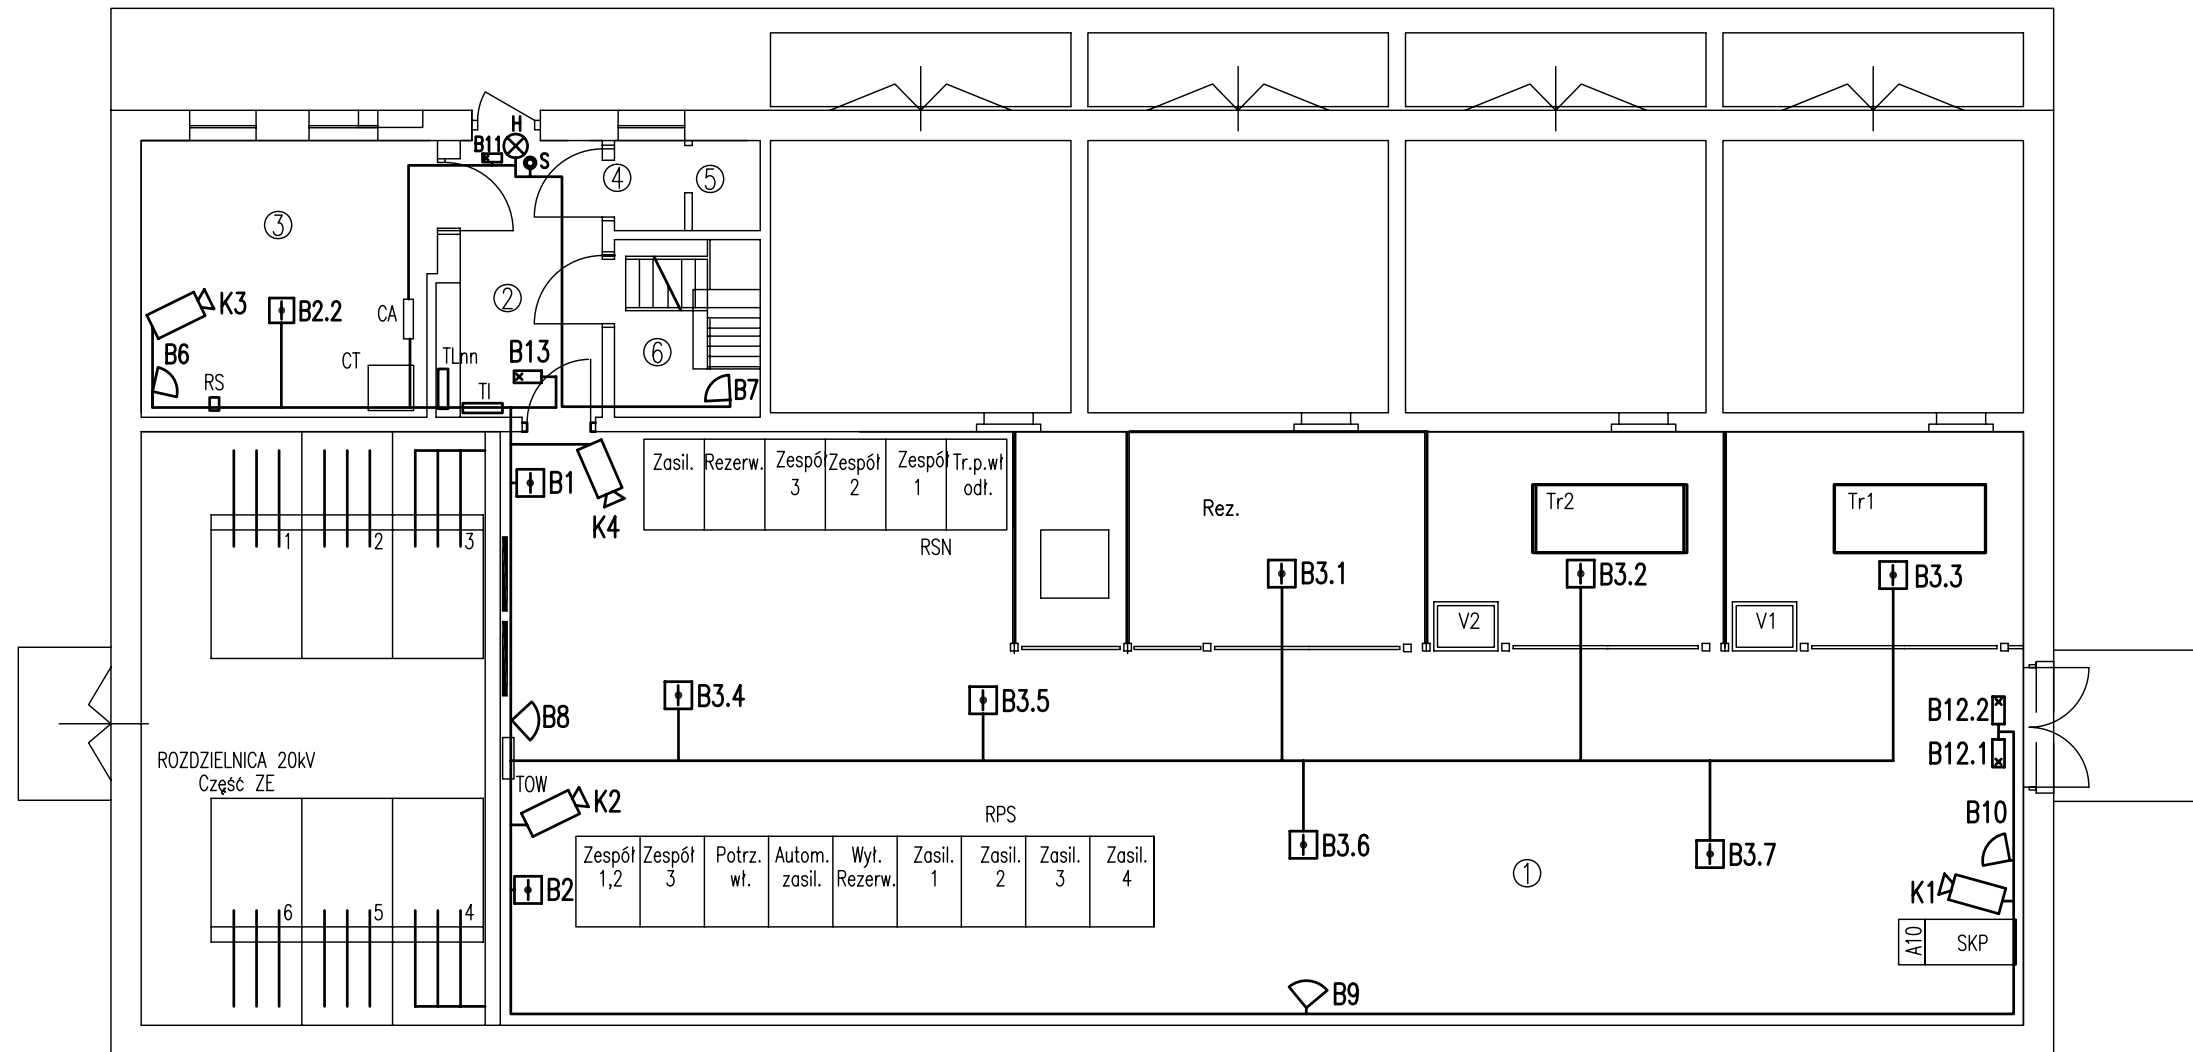 H
B11
S
4
5
3
2
K3
B2.2
CA
B6
RS
CT
TLnn
TI
B13
6
B7
Zasil.
Rezerw.
Zespół
3
Zespół
2
Zespół
1
Tr.p.wł
odł.
RSN
B1
K4
1
2
3
Rez.
Tr2
Tr1
B3.1
B3.2
B3.3
V2
V1
B3.4
B3.5
B8
B12.2
B12.1
ROZDZIELNICA 20kV
Część ZE
TOW
K2
RPS
B10
B3.6
B3.7
Zespół
1,2
Zespół
3
Potrz.
wł.
Autom.
zasil.
Wył.
Rezerw.
Zasil.
1
Zasil.
2
Zasil.
3
Zasil.
4
1
B2
K1
6
5
4
A10
SKP
B9